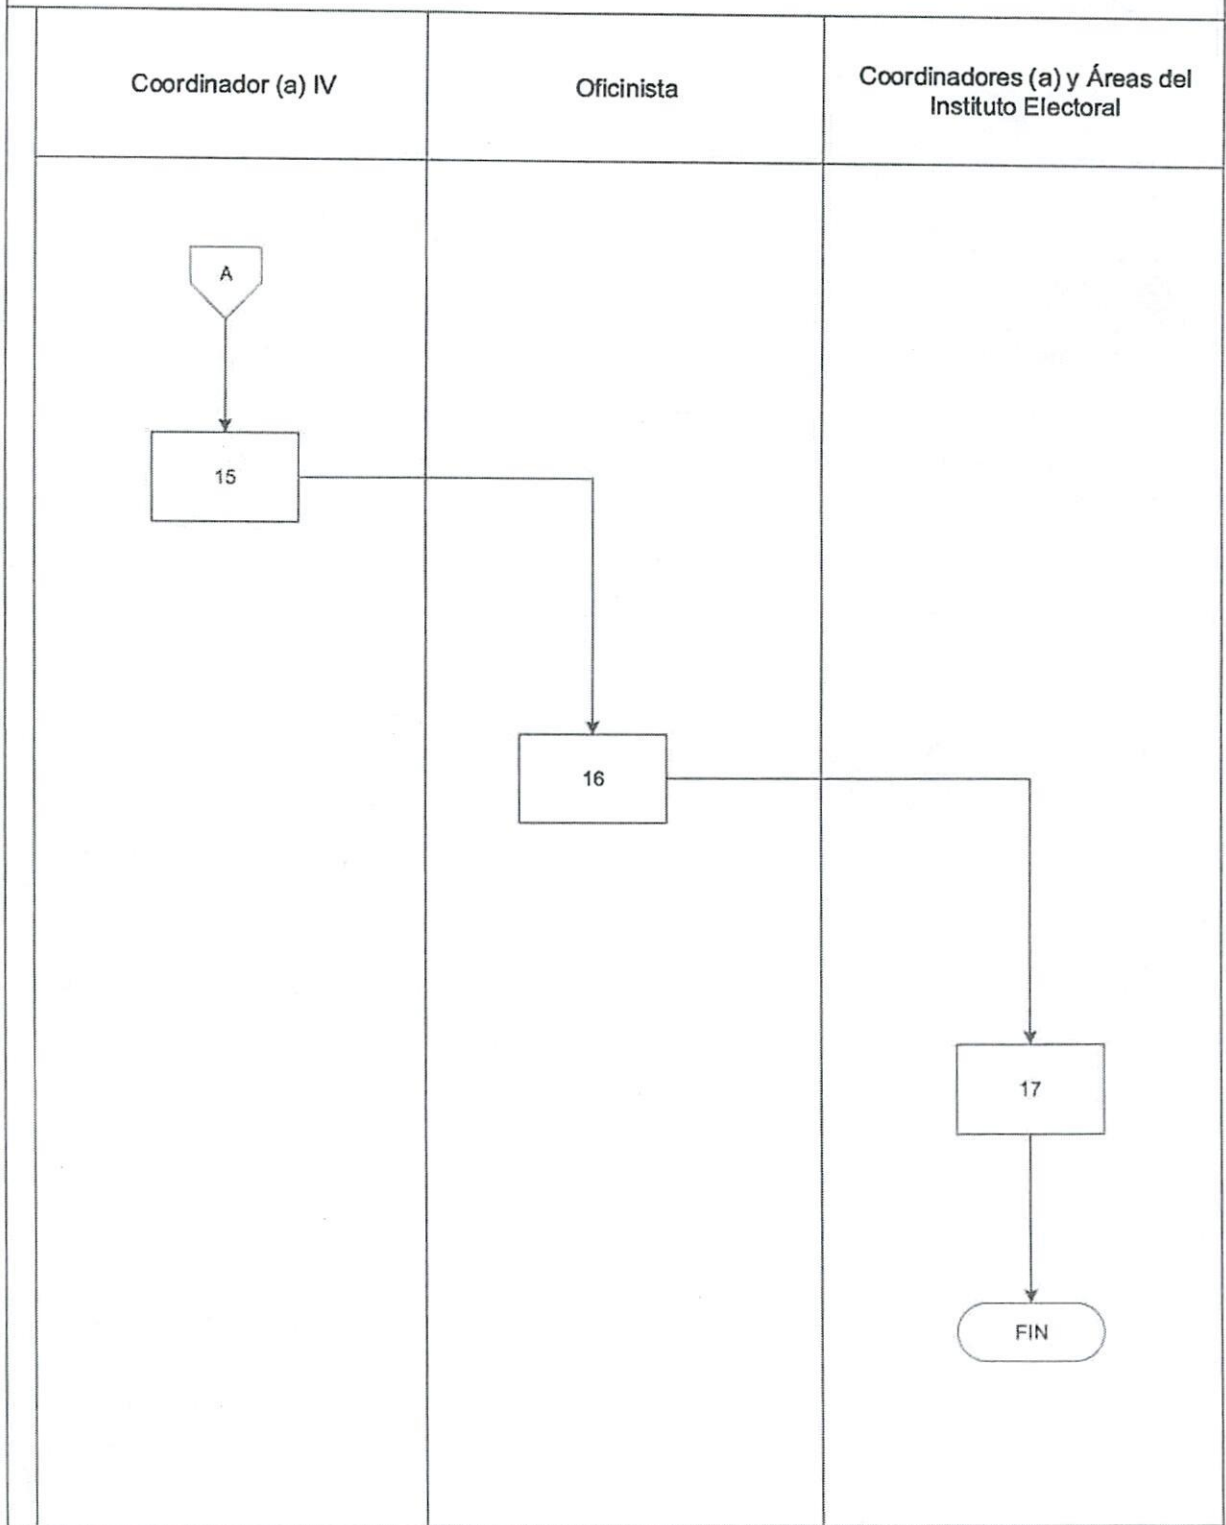 Coordinador (a) IV
Oficinista
Coordinadores (a) y Áreas del
Instituto Electoral
A
15
16
17
FIN